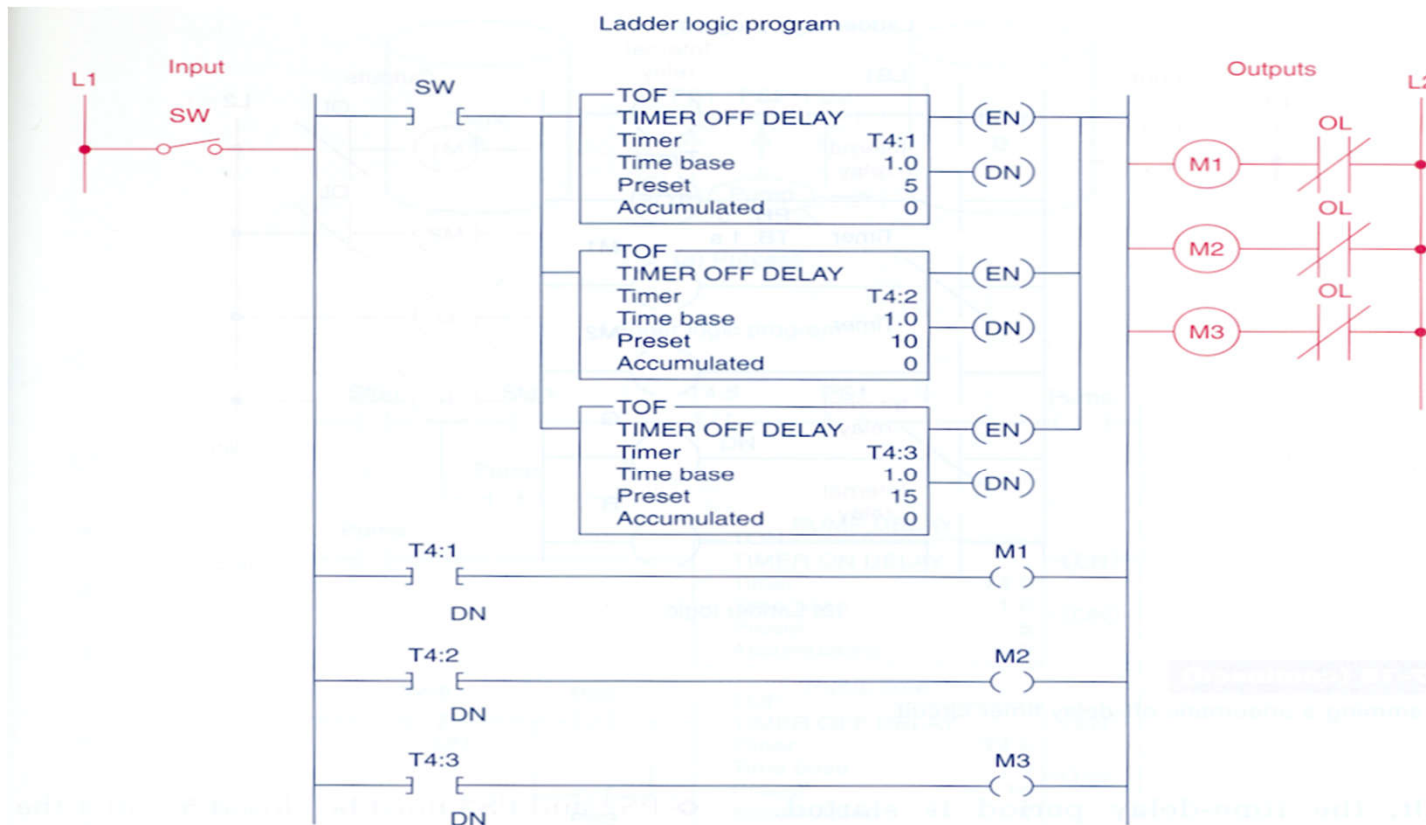 Ladder logic program
L1
Input
SW
SW
TOF
TIMER OFF DELAY
Timer T4:1
Time base 1.0
Preset 5
Accumulated 0
EN
DN
TOF
TIMER OFF DELAY
Timer T4:2
Time base 1.0
Preset 10
Accumulated 0
EN
DN
TOF
TIMER OFF DELAY
Timer T4:3
Time base 1.0
Preset 15
Accumulated 0
EN
DN
Outputs
L2
OL
M1
OL
M2
OL
M3
T4:1
DN
M1
T4:2
DN
M2
T4:3
DN
M3